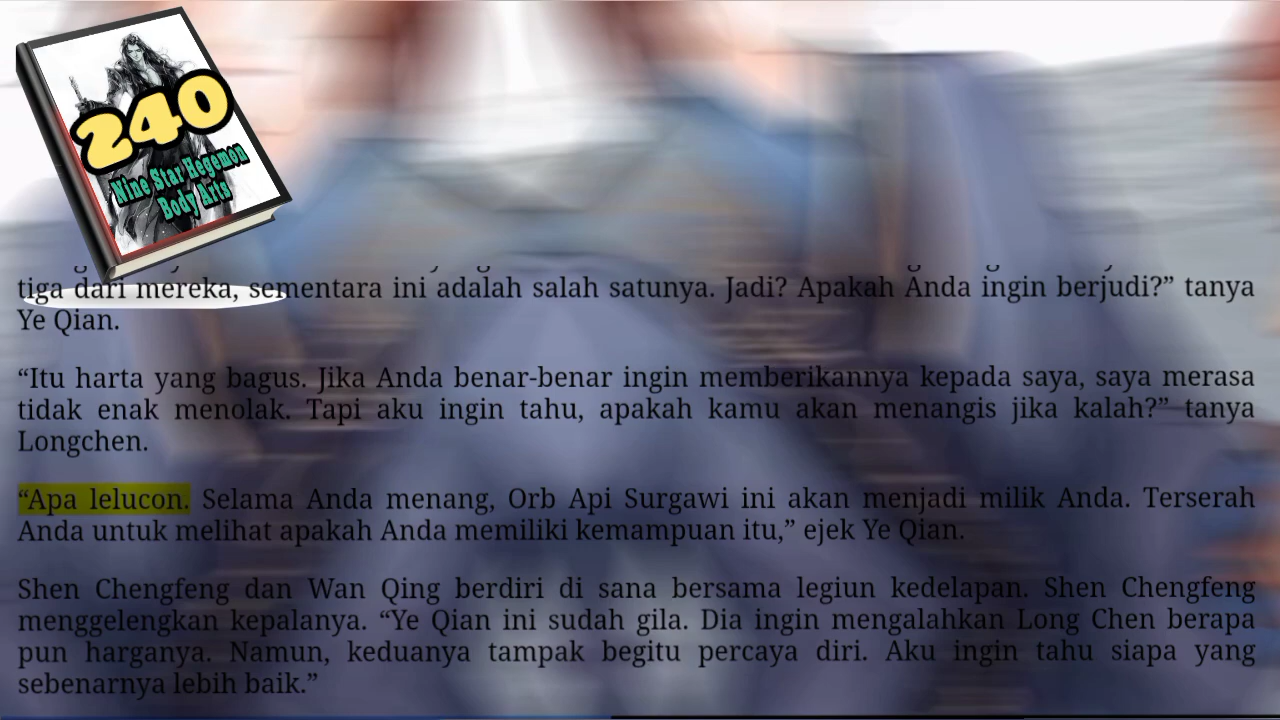 240
Nine Star Hegemon
Body Arts
tiga dari mereka, sementara ini adalah salah satunya. Jadi? Apakah Anda ingin berjudi?” tanya
Ye Qian.
“Itu harta yang bagus. Jika Anda benar-benar ingin memberikannya kepada saya, saya merasa
tidak enak menolak. Tapi aku ingin tahu, apakah kamu akan menangis jika kalah?” tanya
Longchen.
“Apa lelucon. Selama Anda menang, Orb Api Surgawi ini akan menjadi milik Anda. Terserah
Anda untuk melihat apakah Anda memiliki kemampuan itu,” ejek Ye Qian.
Shen Chengfeng dan Wan Qing berdiri di sana bersama legiun kedelapan. Shen Chengfeng
menggelengkan kepalanya. “Ye Qian ini sudah gila. Dia ingin mengalahkan Long Chen berapa
pun harganya. Namun, keduanya tampak begitu percaya diri. Aku ingin tahu siapa yang
sebenarnya lebih baik.”